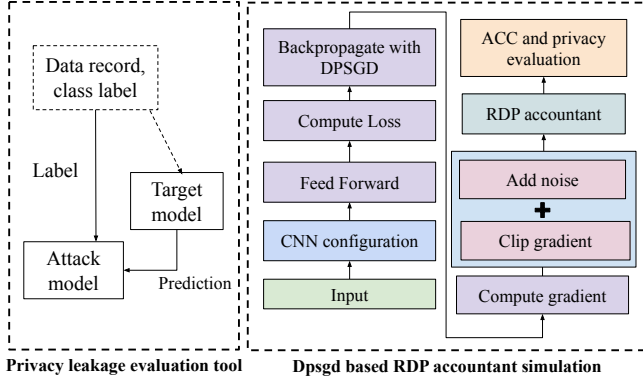 Data record,
class label
Label
Target
model
Attack
model
Prediction
Privacy leakage evaluation tool
Backpropagate with
DPSGD
Compute Loss
Feed Forward
CNN configuration
Input
ACC and privacy
evaluation
RDP accountant
Add noise
+
Clip gradient
Compute gradient
Dpsgd based RDP accountant simulation